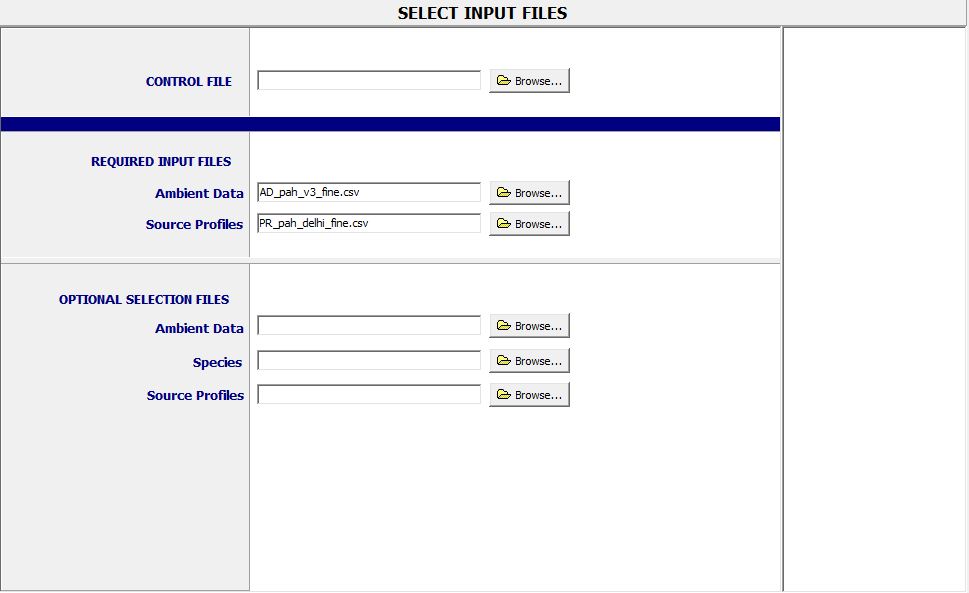 SELECT INPUT FILES
CONTROL FILE Browse...
REQUIRED INPUT FILES
Ambient Data AD_pah_v3_fine.csv Browse...
Source Profiles PR_pah_delhi_fine.csv Browse...
OPTIONAL SELECTION FILES
Ambient Data Browse...
Species Browse...
Source Profiles Browse...